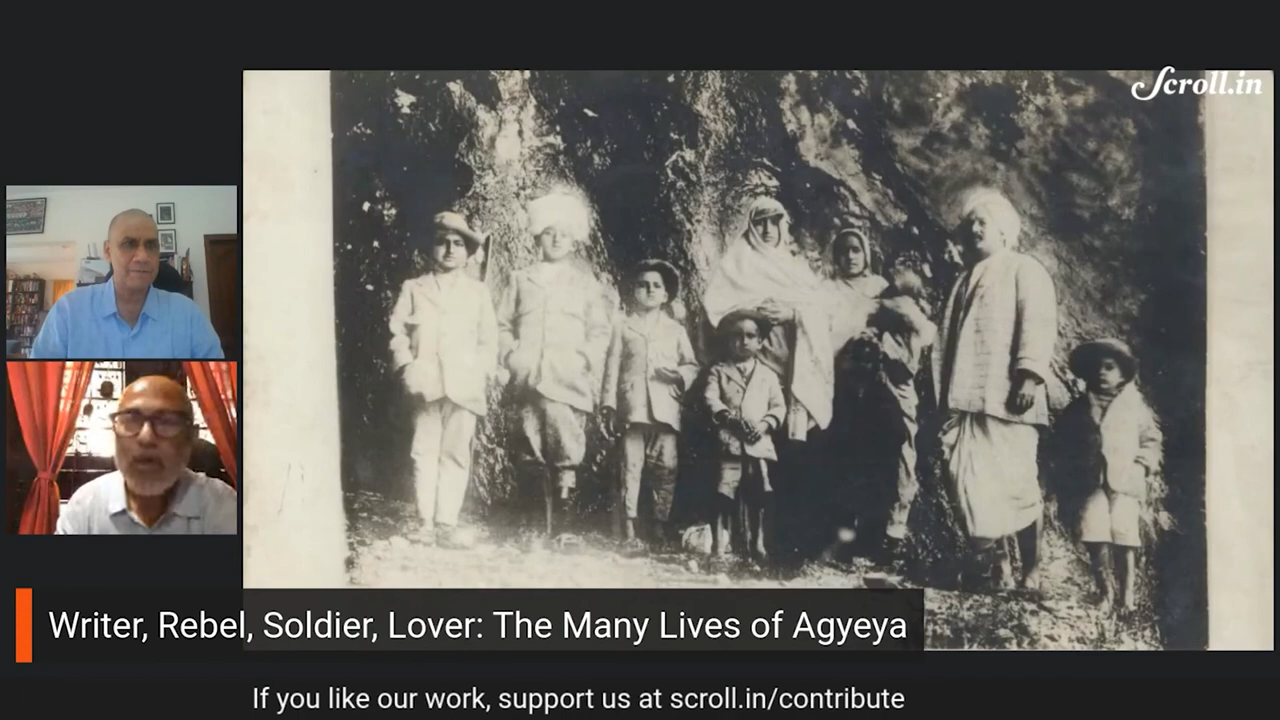 Scroll.in
Writer, Rebel, Soldier, Lover: The Many Lives of Agyeya
If you like our work, support us at scroll.in/contribute